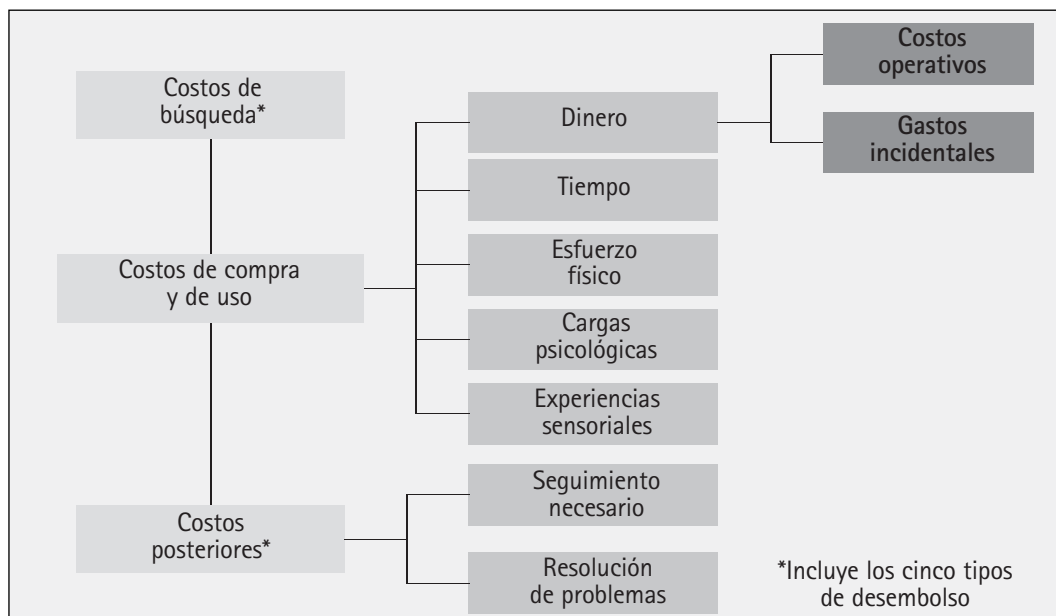 Costos de
búsqueda*
Costos de compra
y de uso
Costos
posteriores*
Dinero
Tiempo
Esfuerzo
físico
Cargas
psicológicas
Experiencias
sensoriales
Seguimiento
necesario
Resolución
de problemas
Costos
operativos
Gastos
incidentales
*Incluye los cinco tipos
de desembolso